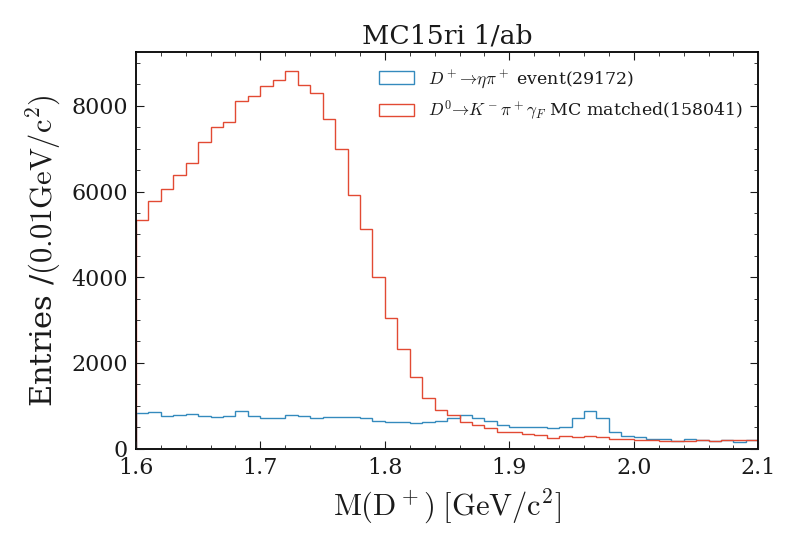 MC15ri 1/ab
D⁺→ηπ⁺ event(29172)
D⁰→K⁻π⁺γ_F MC matched(158041)
Entries /(0.01GeV/c²)
8000
6000
4000
2000
0
1.6 1.7 1.8 1.9 2.0 2.1
M(D⁺) [GeV/c²]